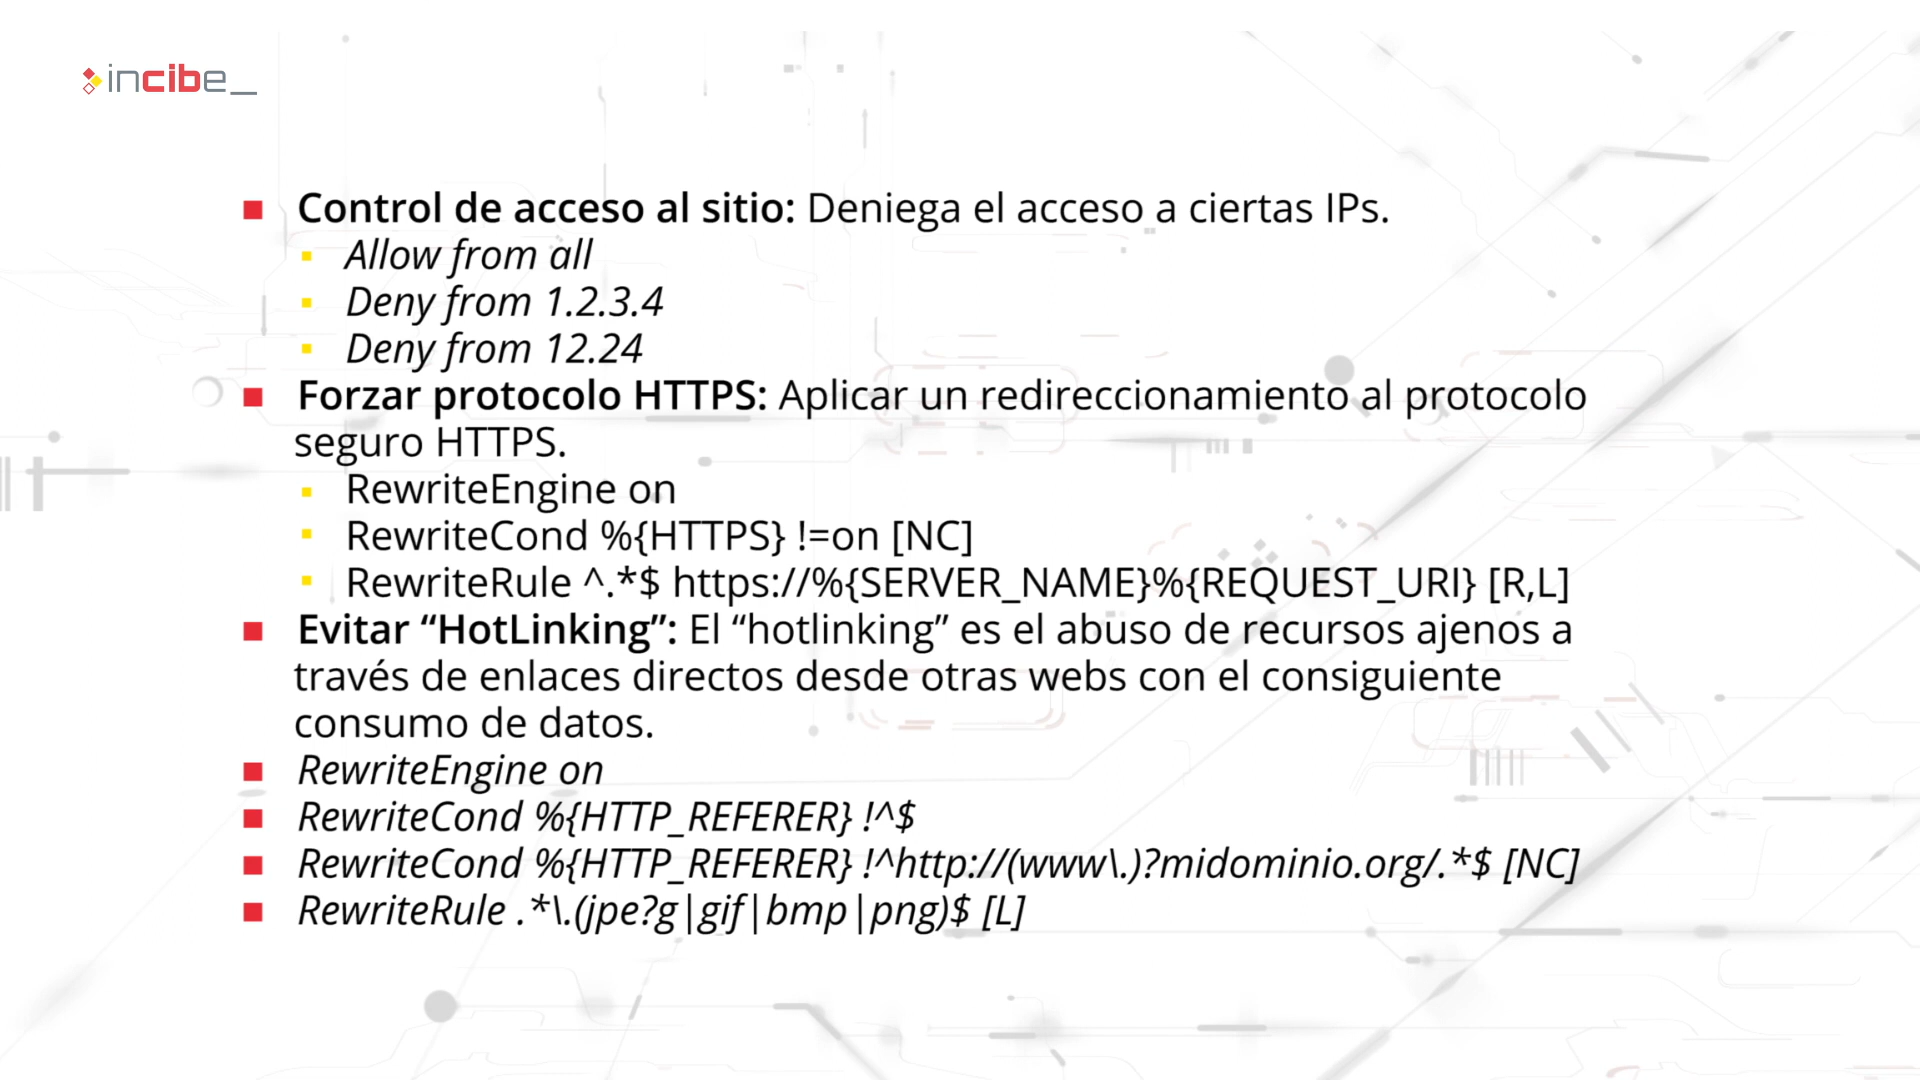 incibe_
Control de acceso al sitio: Deniega el acceso a ciertas IPs.
Allow from all
Deny from 1.2.3.4
Deny from 12.24
Forzar protocolo HTTPS: Aplicar un redireccionamiento al protocolo
seguro HTTPS.
RewriteEngine on
RewriteCond %{HTTPS} !=on [NC]
RewriteRule ^.*$ https://%{SERVER_NAME}%{REQUEST_URI} [R,L]
Evitar “HotLinking”: El “hotlinking” es el abuso de recursos ajenos a
través de enlaces directos desde otras webs con el consiguiente
consumo de datos.
RewriteEngine on
RewriteCond %{HTTP_REFERER} !^$
RewriteCond %{HTTP_REFERER} !^http://(www\.)?midominio.org/.*$ [NC]
RewriteRule .*\.(jpe?g|gif|bmp|png)$ [L]